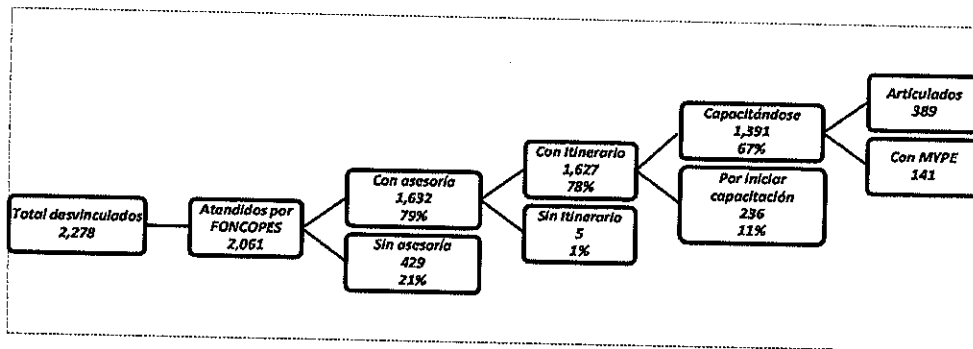 Total desvinculados
2,278
Atendidos por
FONCOPES
2,061
Con asesoría
1,632
79%
Sin asesoría
429
21%
Con Itinerario
1,627
78%
Sin Itinerario
5
1%
Capacitándose
1,391
67%
Por iniciar
capacitación
236
11%
Artículados
389
Con MYPE
141